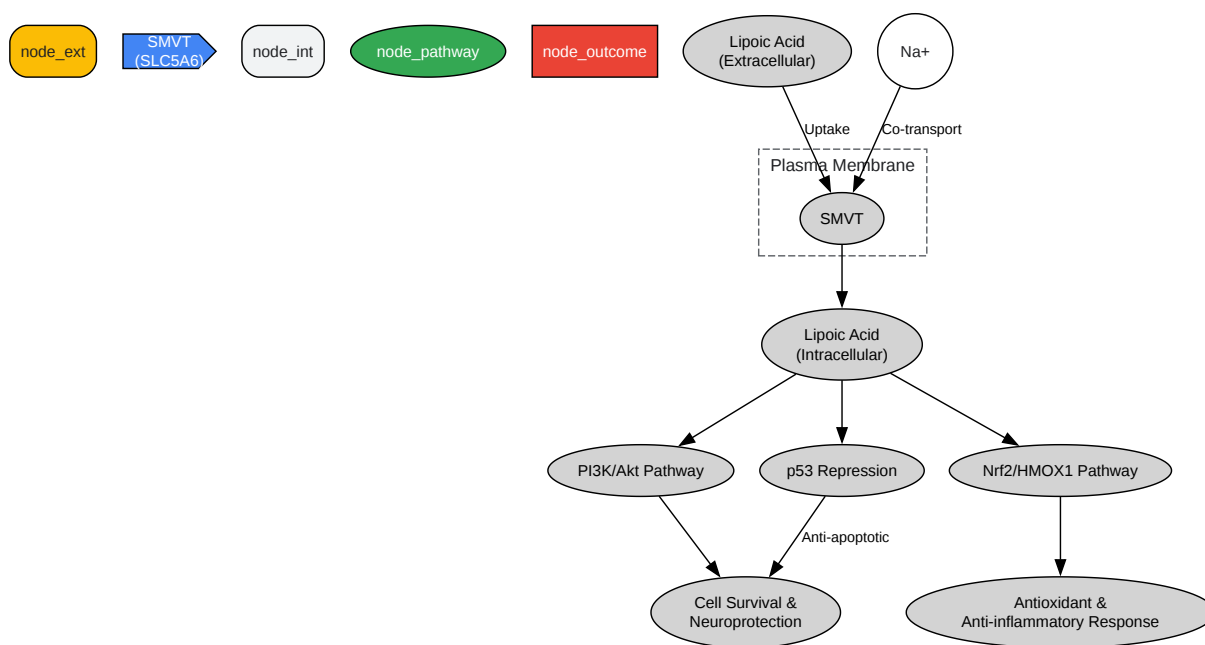 node_ext
SMVT
(SLC5A6)
node_int
node_pathway
node_outcome
Lipoic Acid
(Extracellular)
Na+
Uptake
Co-transport
Plasma Membrane
SMVT
Lipoic Acid
(Intracellular)
PI3K/Akt Pathway
p53 Repression
Nrf2/HMOX1 Pathway
Anti-apoptotic
Cell Survival &
Neuroprotection
Antioxidant &
Anti-inflammatory Response